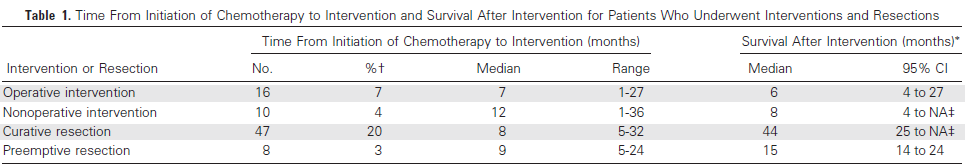 Table 1. Time From Initiation of Chemotherapy to Intervention and Survival After Intervention for Patients Who Underwent Interventions and Resections
Time From Initiation of Chemotherapy to Intervention (months) Survival After Intervention (months)*
Intervention or Resection No. %† Median Range Median 95% CI
Operative intervention 16 7 7 1-27 6 4 to 27
Nonoperative intervention 10 4 12 1-36 8 4 to NA‡
Curative resection 47 20 8 5-32 44 25 to NA‡
Preemptive resection 8 3 9 5-24 15 14 to 24